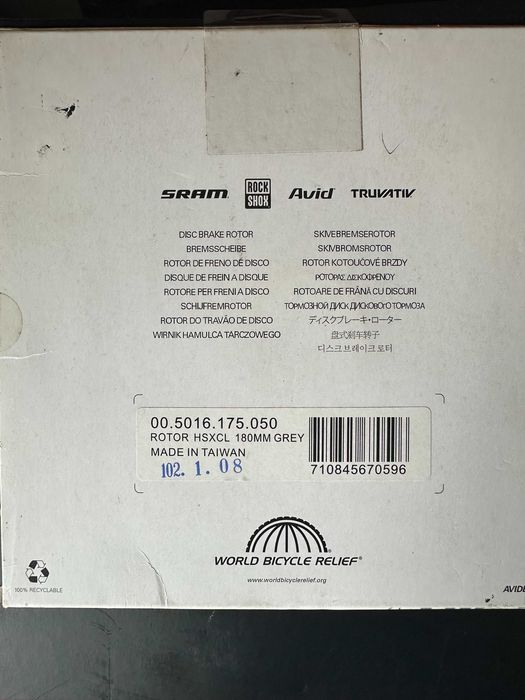 SRAM ROCK SHOX Avid TRUVATIV
DISC BRAKE ROTOR
BREMSSCHEIBE
ROTOR DE FRENO DE DISCO
DISQUE DE FREIN A DISQUE
ROTORE PER FRENI A DISCO
SCHIJFREMROTOR
ROTOR DO TRAVÃO DE DISCO
WIRNIK HAMULCA TARCZOWEGO
SKIVEBREMSEROTOR
SKIVBROMSROTOR
ROTOR KOTOUČOVÉ BRZDY
ΡΟΤΟΡΑΣ ΔΙΣΚΟΦΡΕΝΟΥ
ROTOARE DE FRÂNĂ CU DISCURI
ТОРМОЗНОЙ ДИСК ДИСКОВОГО ТОРМОЗА
ディスクブレーキ・ローター
盘式刹车转子
디스크 브레이크 로터
00.5016.175.050
ROTOR HSXCL 180MM GREY
MADE IN TAIWAN
102. 1. 08
710845670596
WORLD BICYCLE RELIEF®
www.worldbicyclerelief.org
100% RECYCLABLE
AVIDE